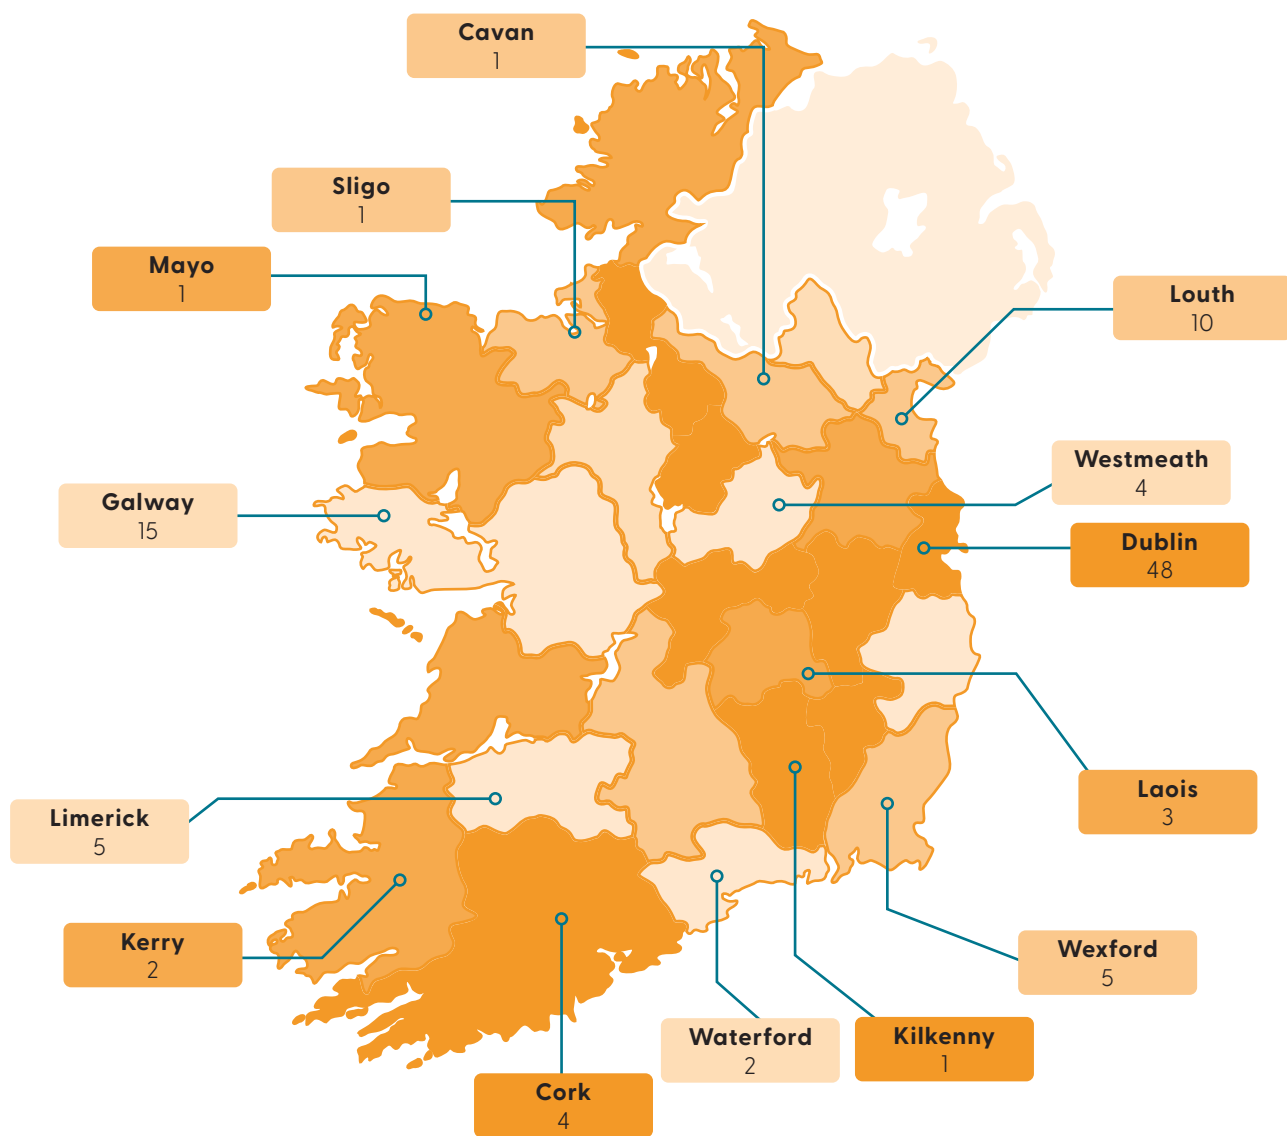 Cavan
1
Sligo
1
Mayo
1
Louth
10
Westmeath
4
Galway
15
Dublin
48
Laois
3
Limerick
5
Kerry
2
Wexford
5
Waterford
2
Kilkenny
1
Cork
4